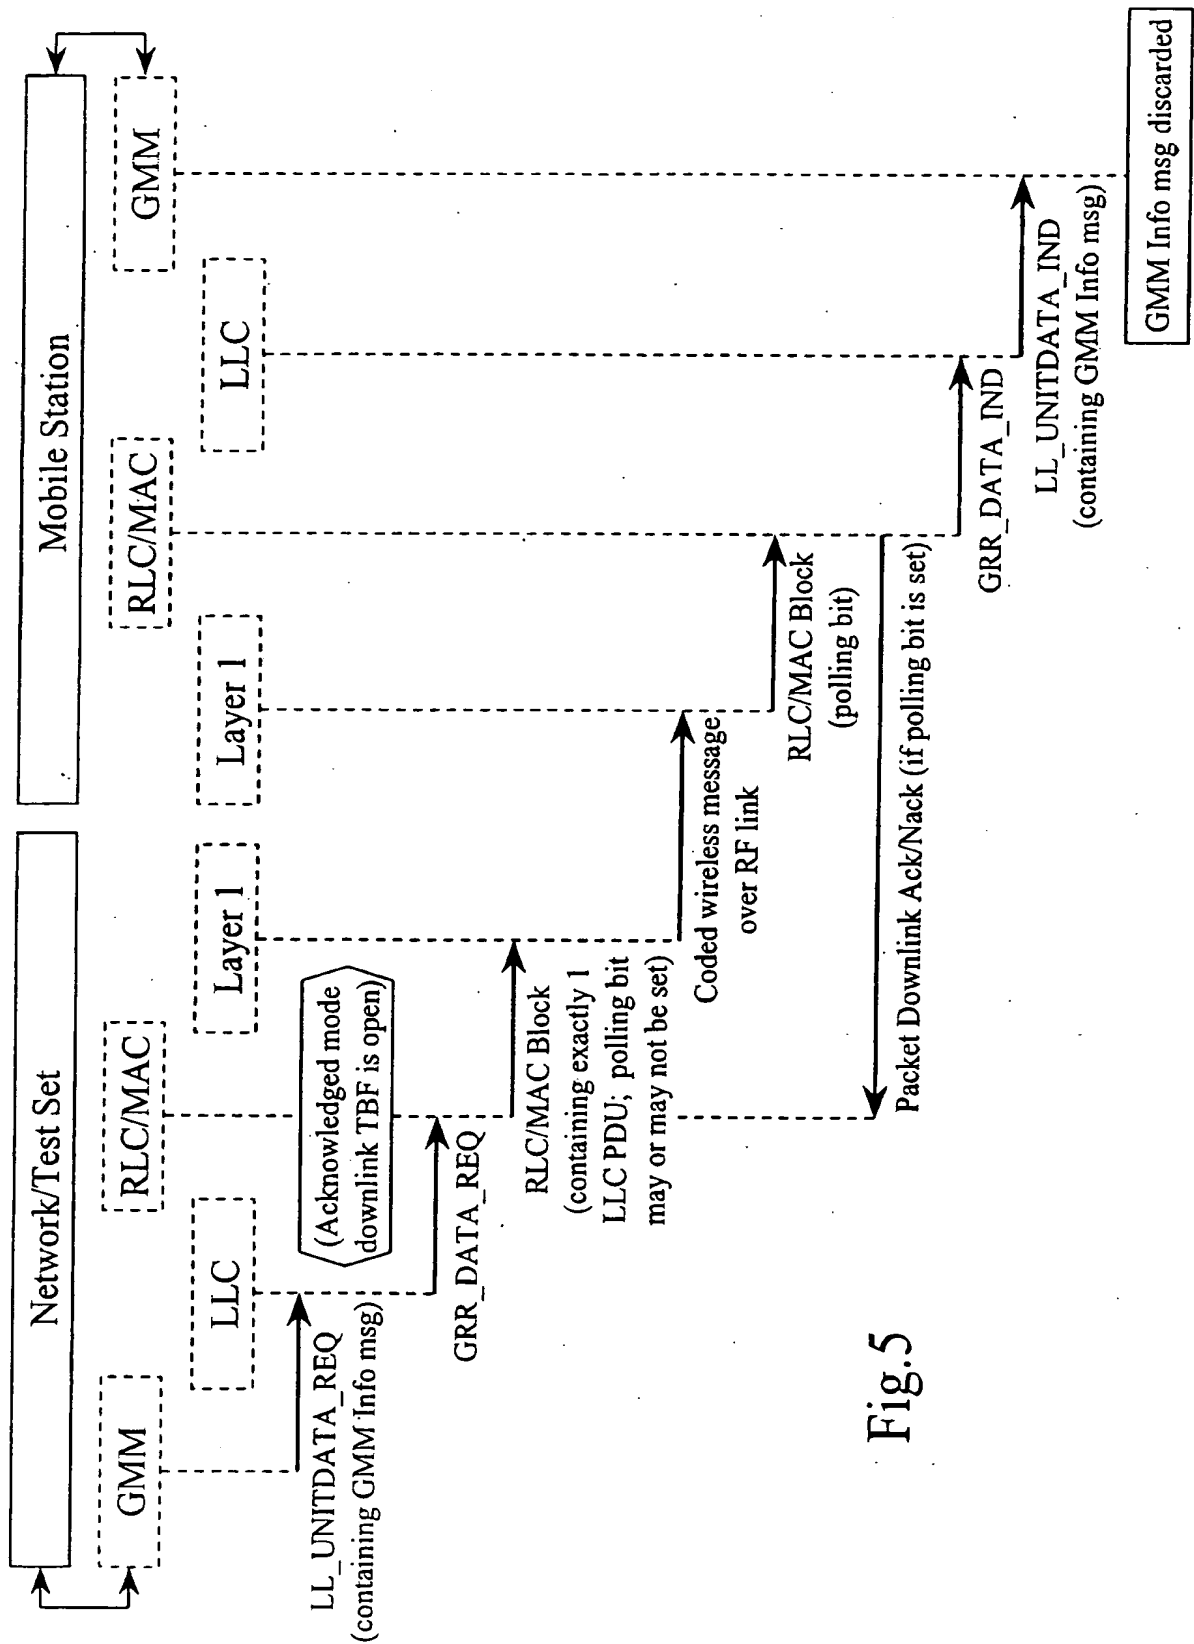 Network/Test Set
Mobile Station
GMM
LLC
RLC/MAC
Layer 1
Layer 1
RLC/MAC
LLC
GMM
LL_UNITDATA_REQ
(containing GMM Info msg)
(Acknowledged mode
downlink TBF is open)
GRR_DATA_REQ
RLC/MAC Block
(containing exactly 1
LLC PDU; polling bit
may or may not be set)
Coded wireless message
over RF link
RLC/MAC Block
(polling bit)
Packet Downlink Ack/Nack (if polling bit is set)
GRR_DATA_IND
LL_UNITDATA_IND
(containing GMM Info msg)
GMM Info msg discarded
Fig.5